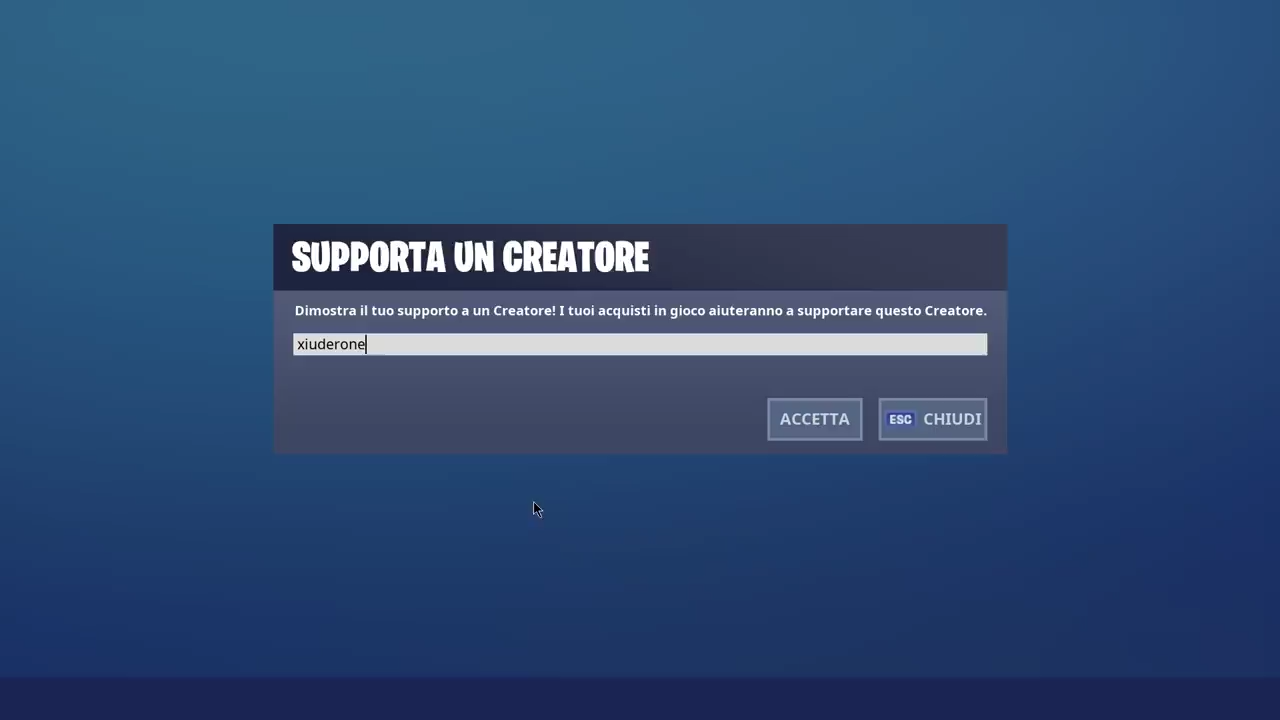 SUPPORTA UN CREATORE
Dimostra il tuo supporto a un Creatore! I tuoi acquisti in gioco aiuteranno a supportare questo Creatore.
xiuderone
ACCETTA
ESC CHIUDI